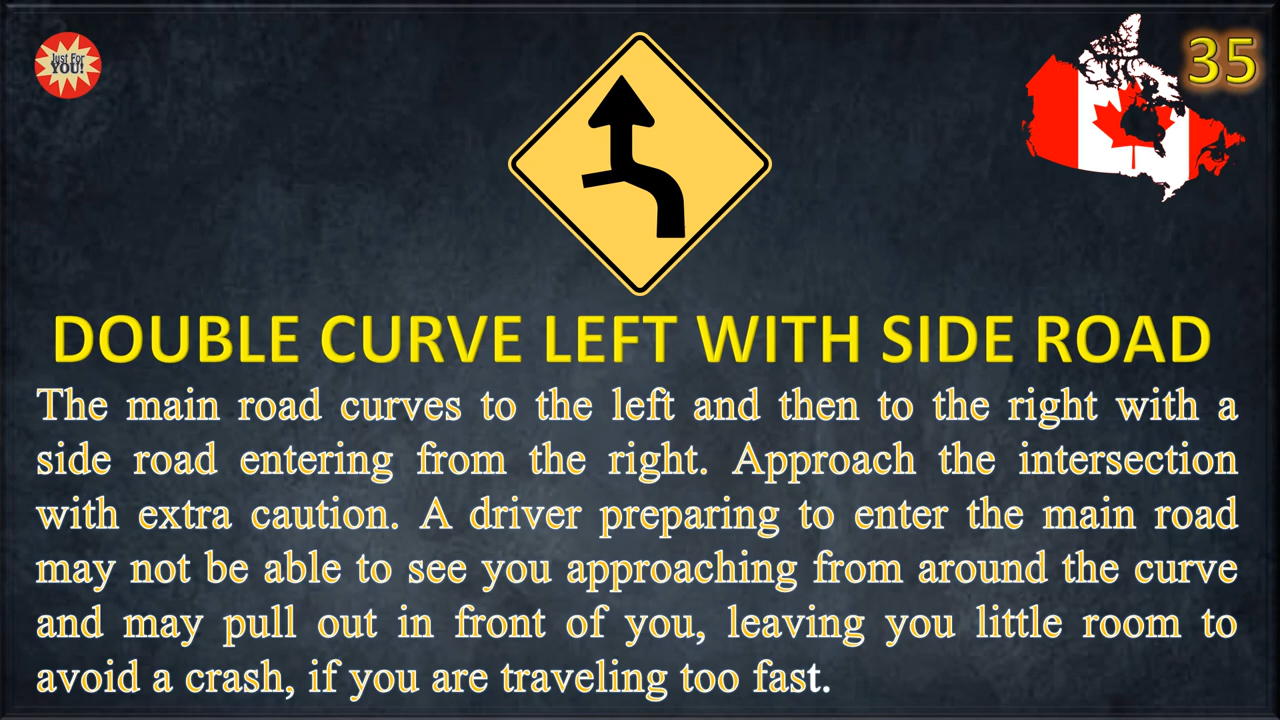 Just For
YOU!
35
DOUBLE CURVE LEFT WITH SIDE ROAD
The main road curves to the left and then to the right with a
side road entering from the right. Approach the intersection
with extra caution. A driver preparing to enter the main road
may not be able to see you approaching from around the curve
and may pull out in front of you, leaving you little room to
avoid a crash, if you are traveling too fast.